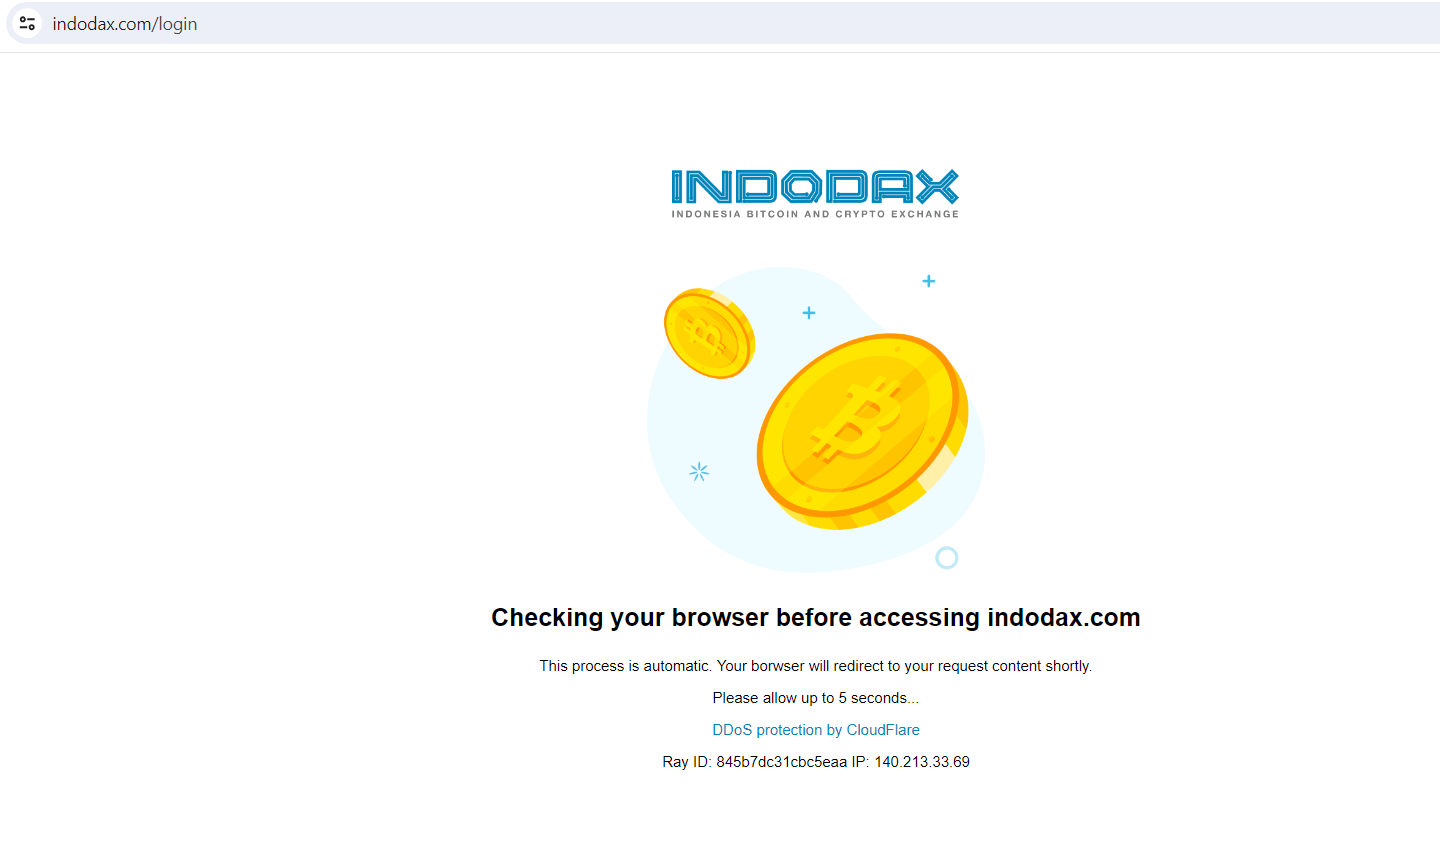 indodax.com/login
INDODAX
INDONESIA BITCOIN AND CRYPTO EXCHANGE
Checking your browser before accessing indodax.com
This process is automatic. Your borwser will redirect to your request content shortly.
Please allow up to 5 seconds...
DDoS protection by CloudFlare
Ray ID: 845b7dc31cbc5eaa IP: 140.213.33.69